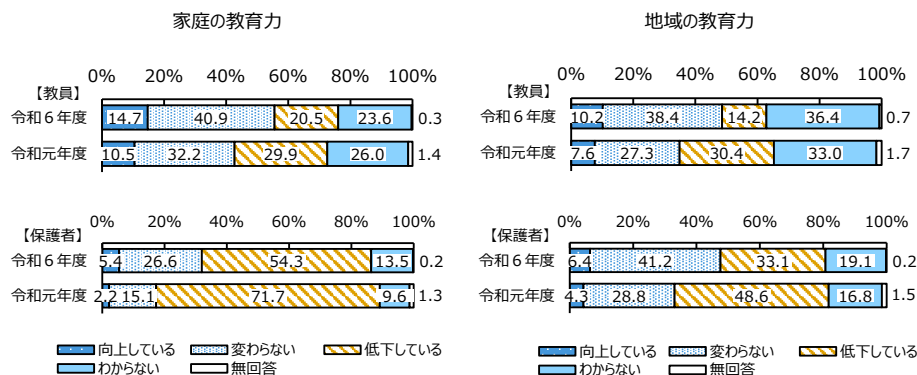 家庭の教育力
0% 20% 40% 60% 80% 100%
【教員】
令和６年度 14.7 40.9 20.5 23.6 0.3
令和元年度 10.5 32.2 29.9 26.0 1.4
0% 20% 40% 60% 80% 100%
【保護者】
令和６年度 5.4 26.6 54.3 13.5 0.2
令和元年度 2.2 15.1 71.7 9.6 1.3
向上している 変わらない 低下している
わからない 無回答
地域の教育力
0% 20% 40% 60% 80% 100%
【教員】
令和６年度 10.2 38.4 14.2 36.4 0.7
令和元年度 7.6 27.3 30.4 33.0 1.7
0% 20% 40% 60% 80% 100%
【保護者】
令和６年度 6.4 41.2 33.1 19.1 0.2
令和元年度 4.3 28.8 48.6 16.8 1.5
向上している 変わらない 低下している
わからない 無回答